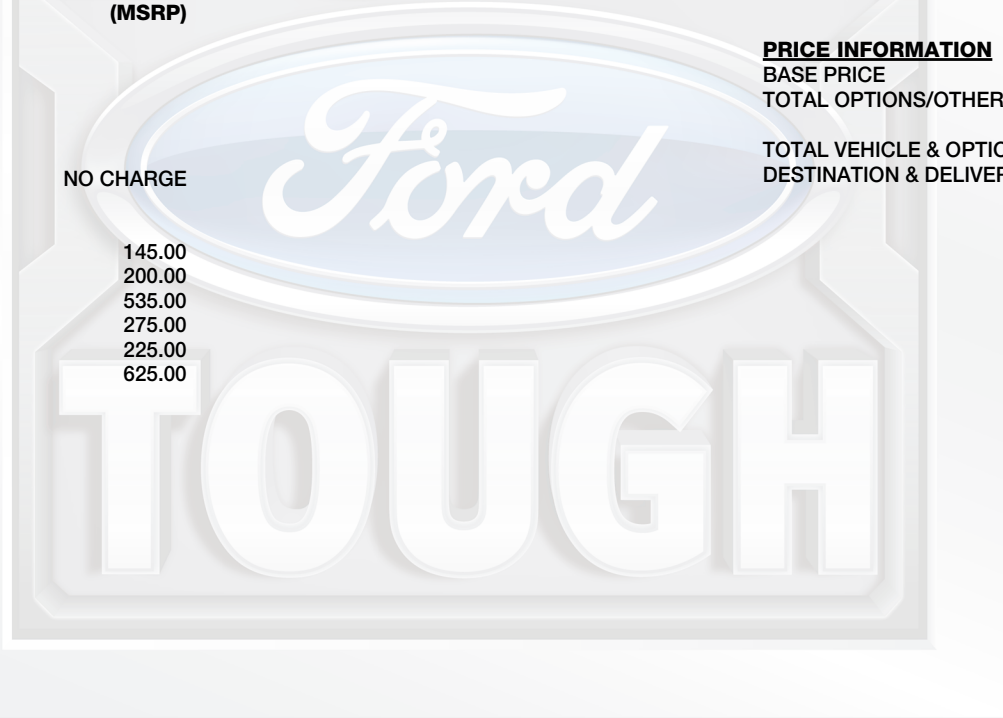 (MSRP)
NO CHARGE
145.00
200.00
535.00
275.00
225.00
625.00
PRICE INFORMATION
BASE PRICE
TOTAL OPTIONS/OTHER
TOTAL VEHICLE & OPTIO
DESTINATION & DELIVER
Ford
TOUGH